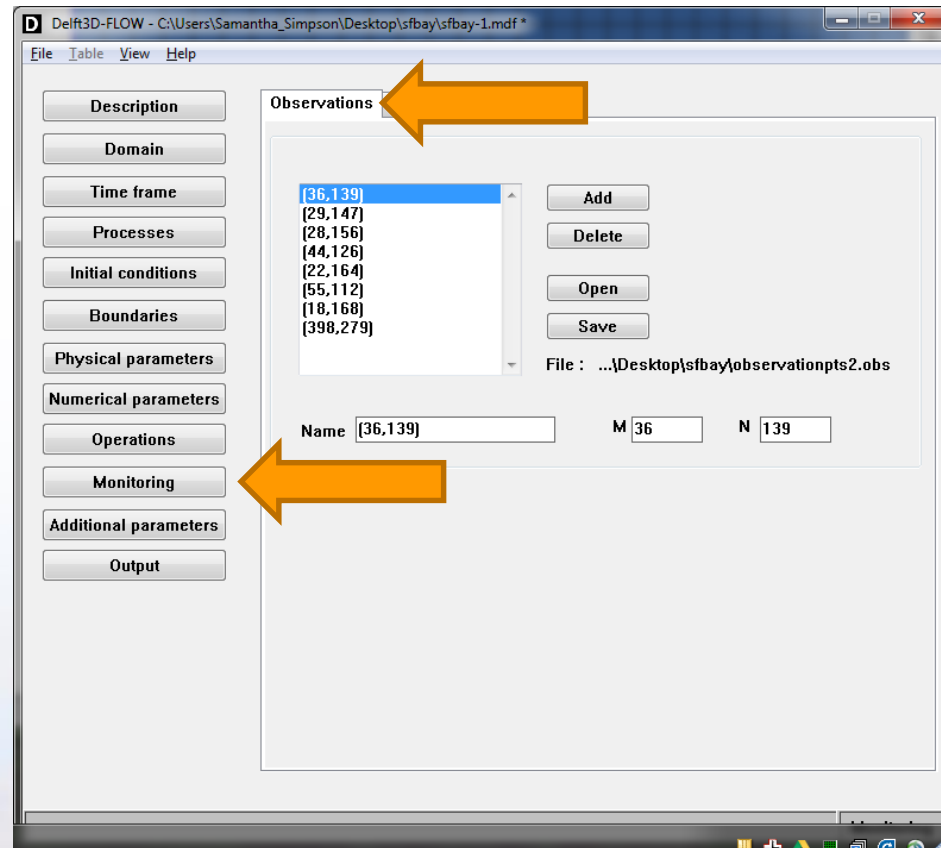 D Delft3D-FLOW - C:\Users\Samantha_Simpson\Desktop\sfbay\sfbay-1.mdf *
File Table View Help
Description
Domain
Time frame
Processes
Initial conditions
Boundaries
Physical parameters
Numerical parameters
Operations
Monitoring
Additional parameters
Output
Observations
(36,139)
(29,147)
(28,156)
(44,126)
(22,164)
(55,112)
(18,168)
(398,279)
Add
Delete
Open
Save
File : ...\Desktop\sfbay\observationpts2.obs
Name (36,139) M 36 N 139